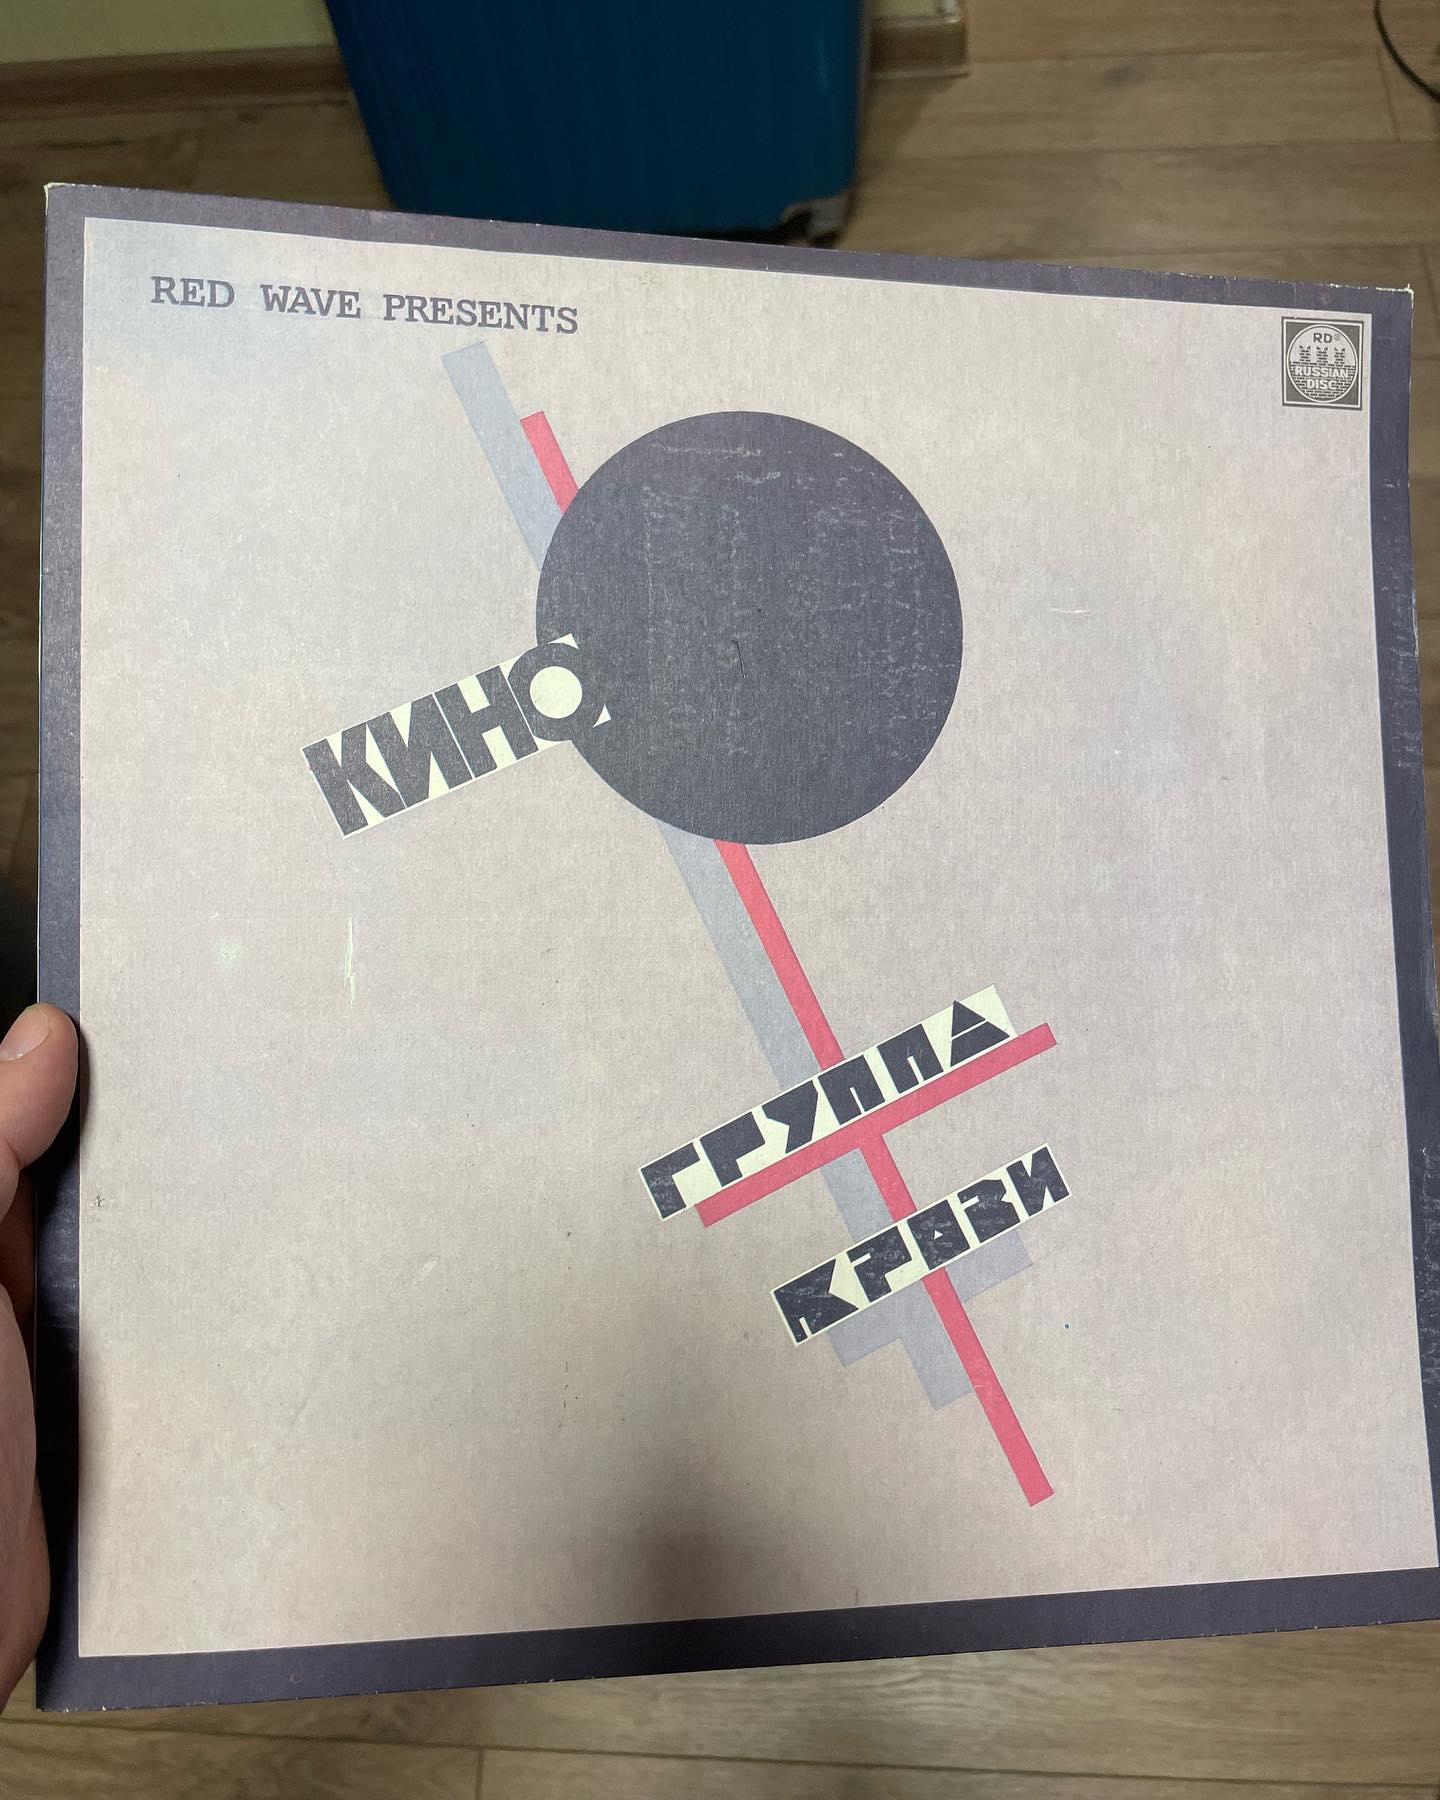 RED WAVE PRESENTS
RD®
RUSSIAN
DISC
КИНО
ГРУППА
КРОВИ